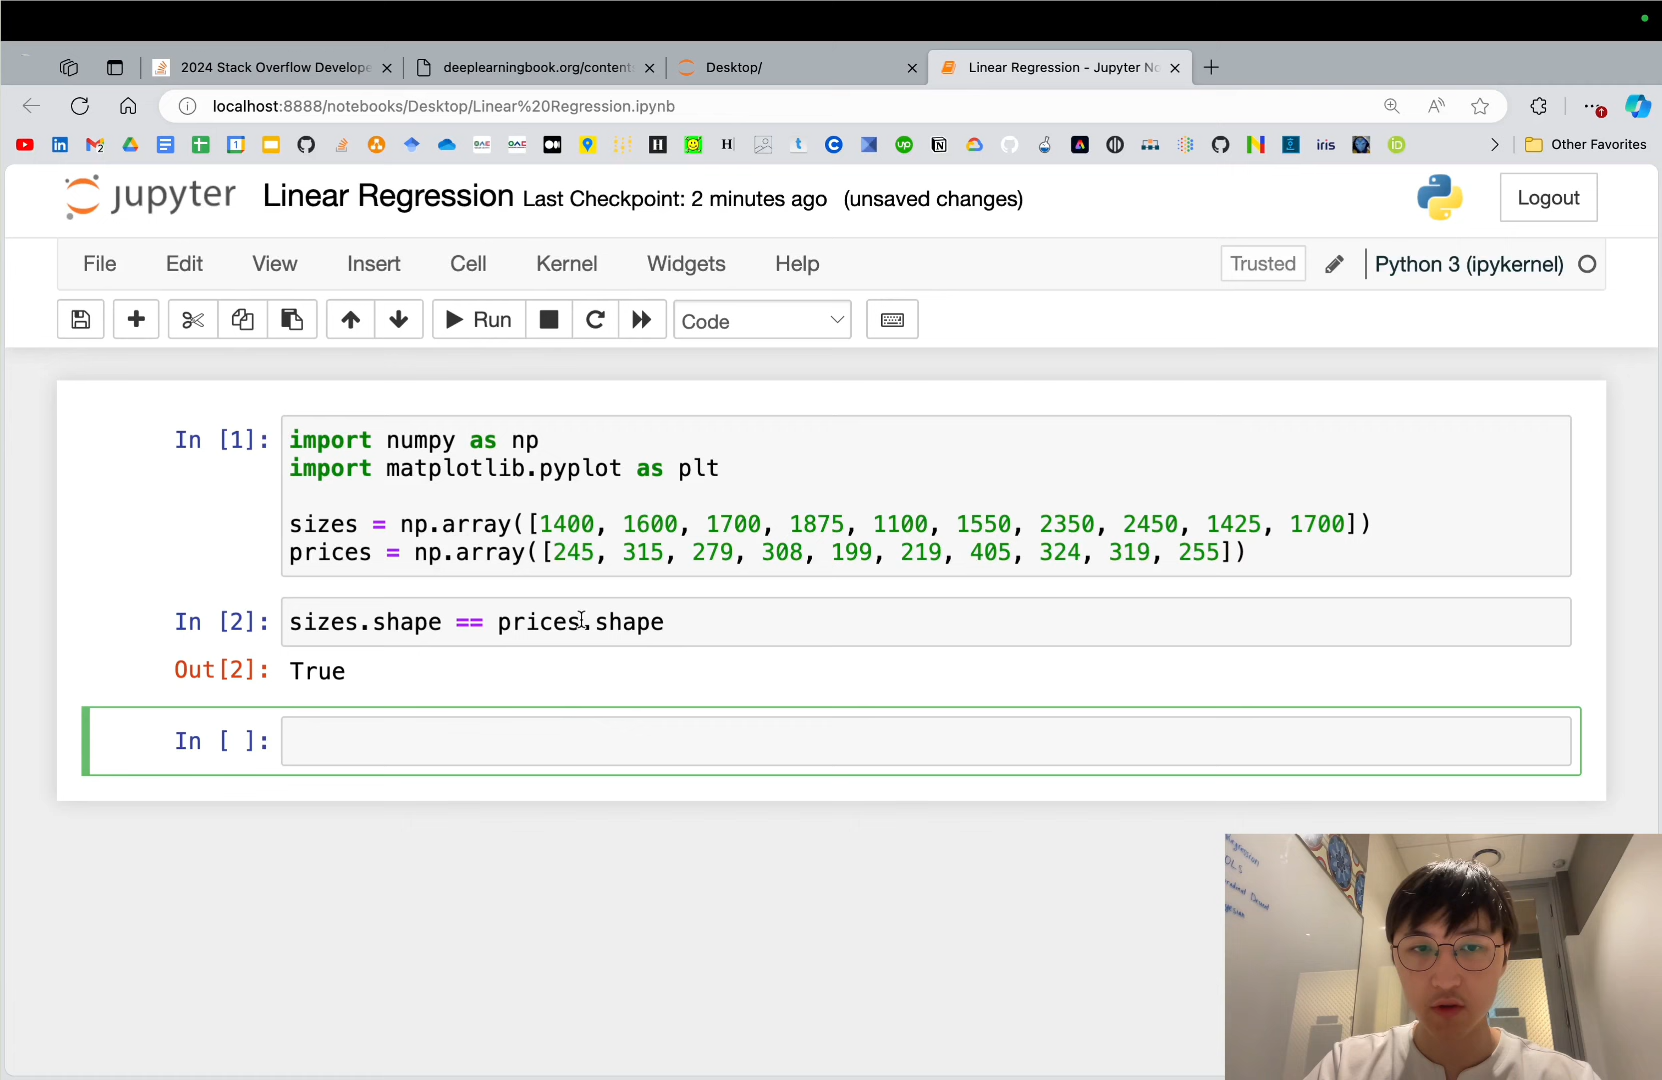 2024 Stack Overflow Develope
deeplearningbook.org/content
Desktop/
Linear Regression - Jupyter No
localhost:8888/notebooks/Desktop/Linear%20Regression.ipynb
Other Favorites
jupyter Linear Regression Last Checkpoint: 2 minutes ago (unsaved changes)
Logout
File Edit View Insert Cell Kernel Widgets Help
Trusted
Python 3 (ipykernel)
Run
Code
In [1]:
import numpy as np
import matplotlib.pyplot as plt
sizes = np.array([1400, 1600, 1700, 1875, 1100, 1550, 2350, 2450, 1425, 1700])
prices = np.array([245, 315, 279, 308, 199, 219, 405, 324, 319, 255])
In [2]:
sizes.shape == prices.shape
Out[2]:
True
In [ ]:
Regression
OLS